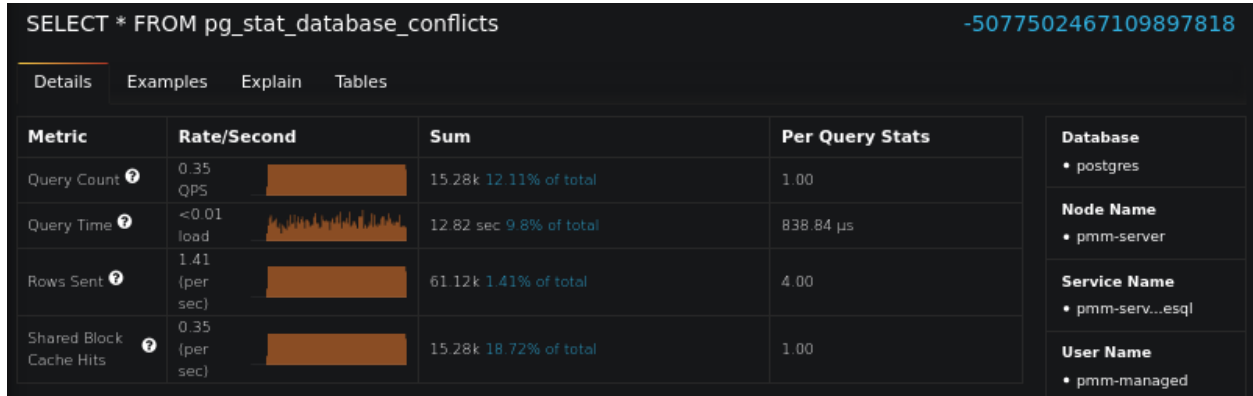 SELECT * FROM pg_stat_database_conflicts -5077502467109897818
Details Examples Explain Tables
Metric Rate/Second Sum Per Query Stats
Query Count ? 0.35 QPS 15.28k 12.11% of total 1.00
Query Time ? <0.01 load 12.82 sec 9.8% of total 838.84 µs
Rows Sent ? 1.41 (per sec) 61.12k 1.41% of total 4.00
Shared Block Cache Hits ? 0.35 (per sec) 15.28k 18.72% of total 1.00
Database
• postgres
Node Name
• pmm-server
Service Name
• pmm-serv...esql
User Name
• pmm-managed